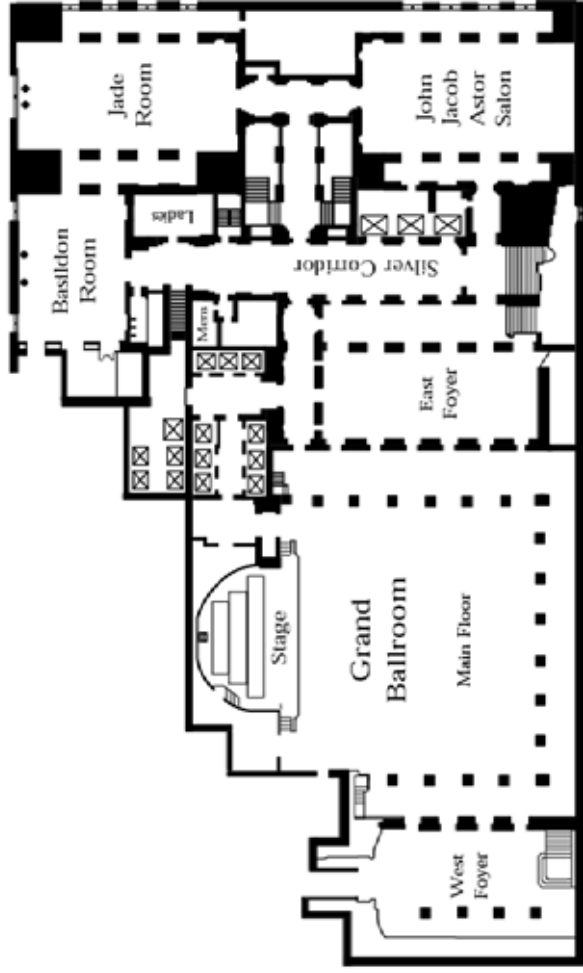 Jade
Room
John
Jacob
Astor
Salon
Basildon
Room
Ladies
Silver Corridor
Mens
East
Foyer
Stage
Grand
Ballroom
Main Floor
West
Foyer